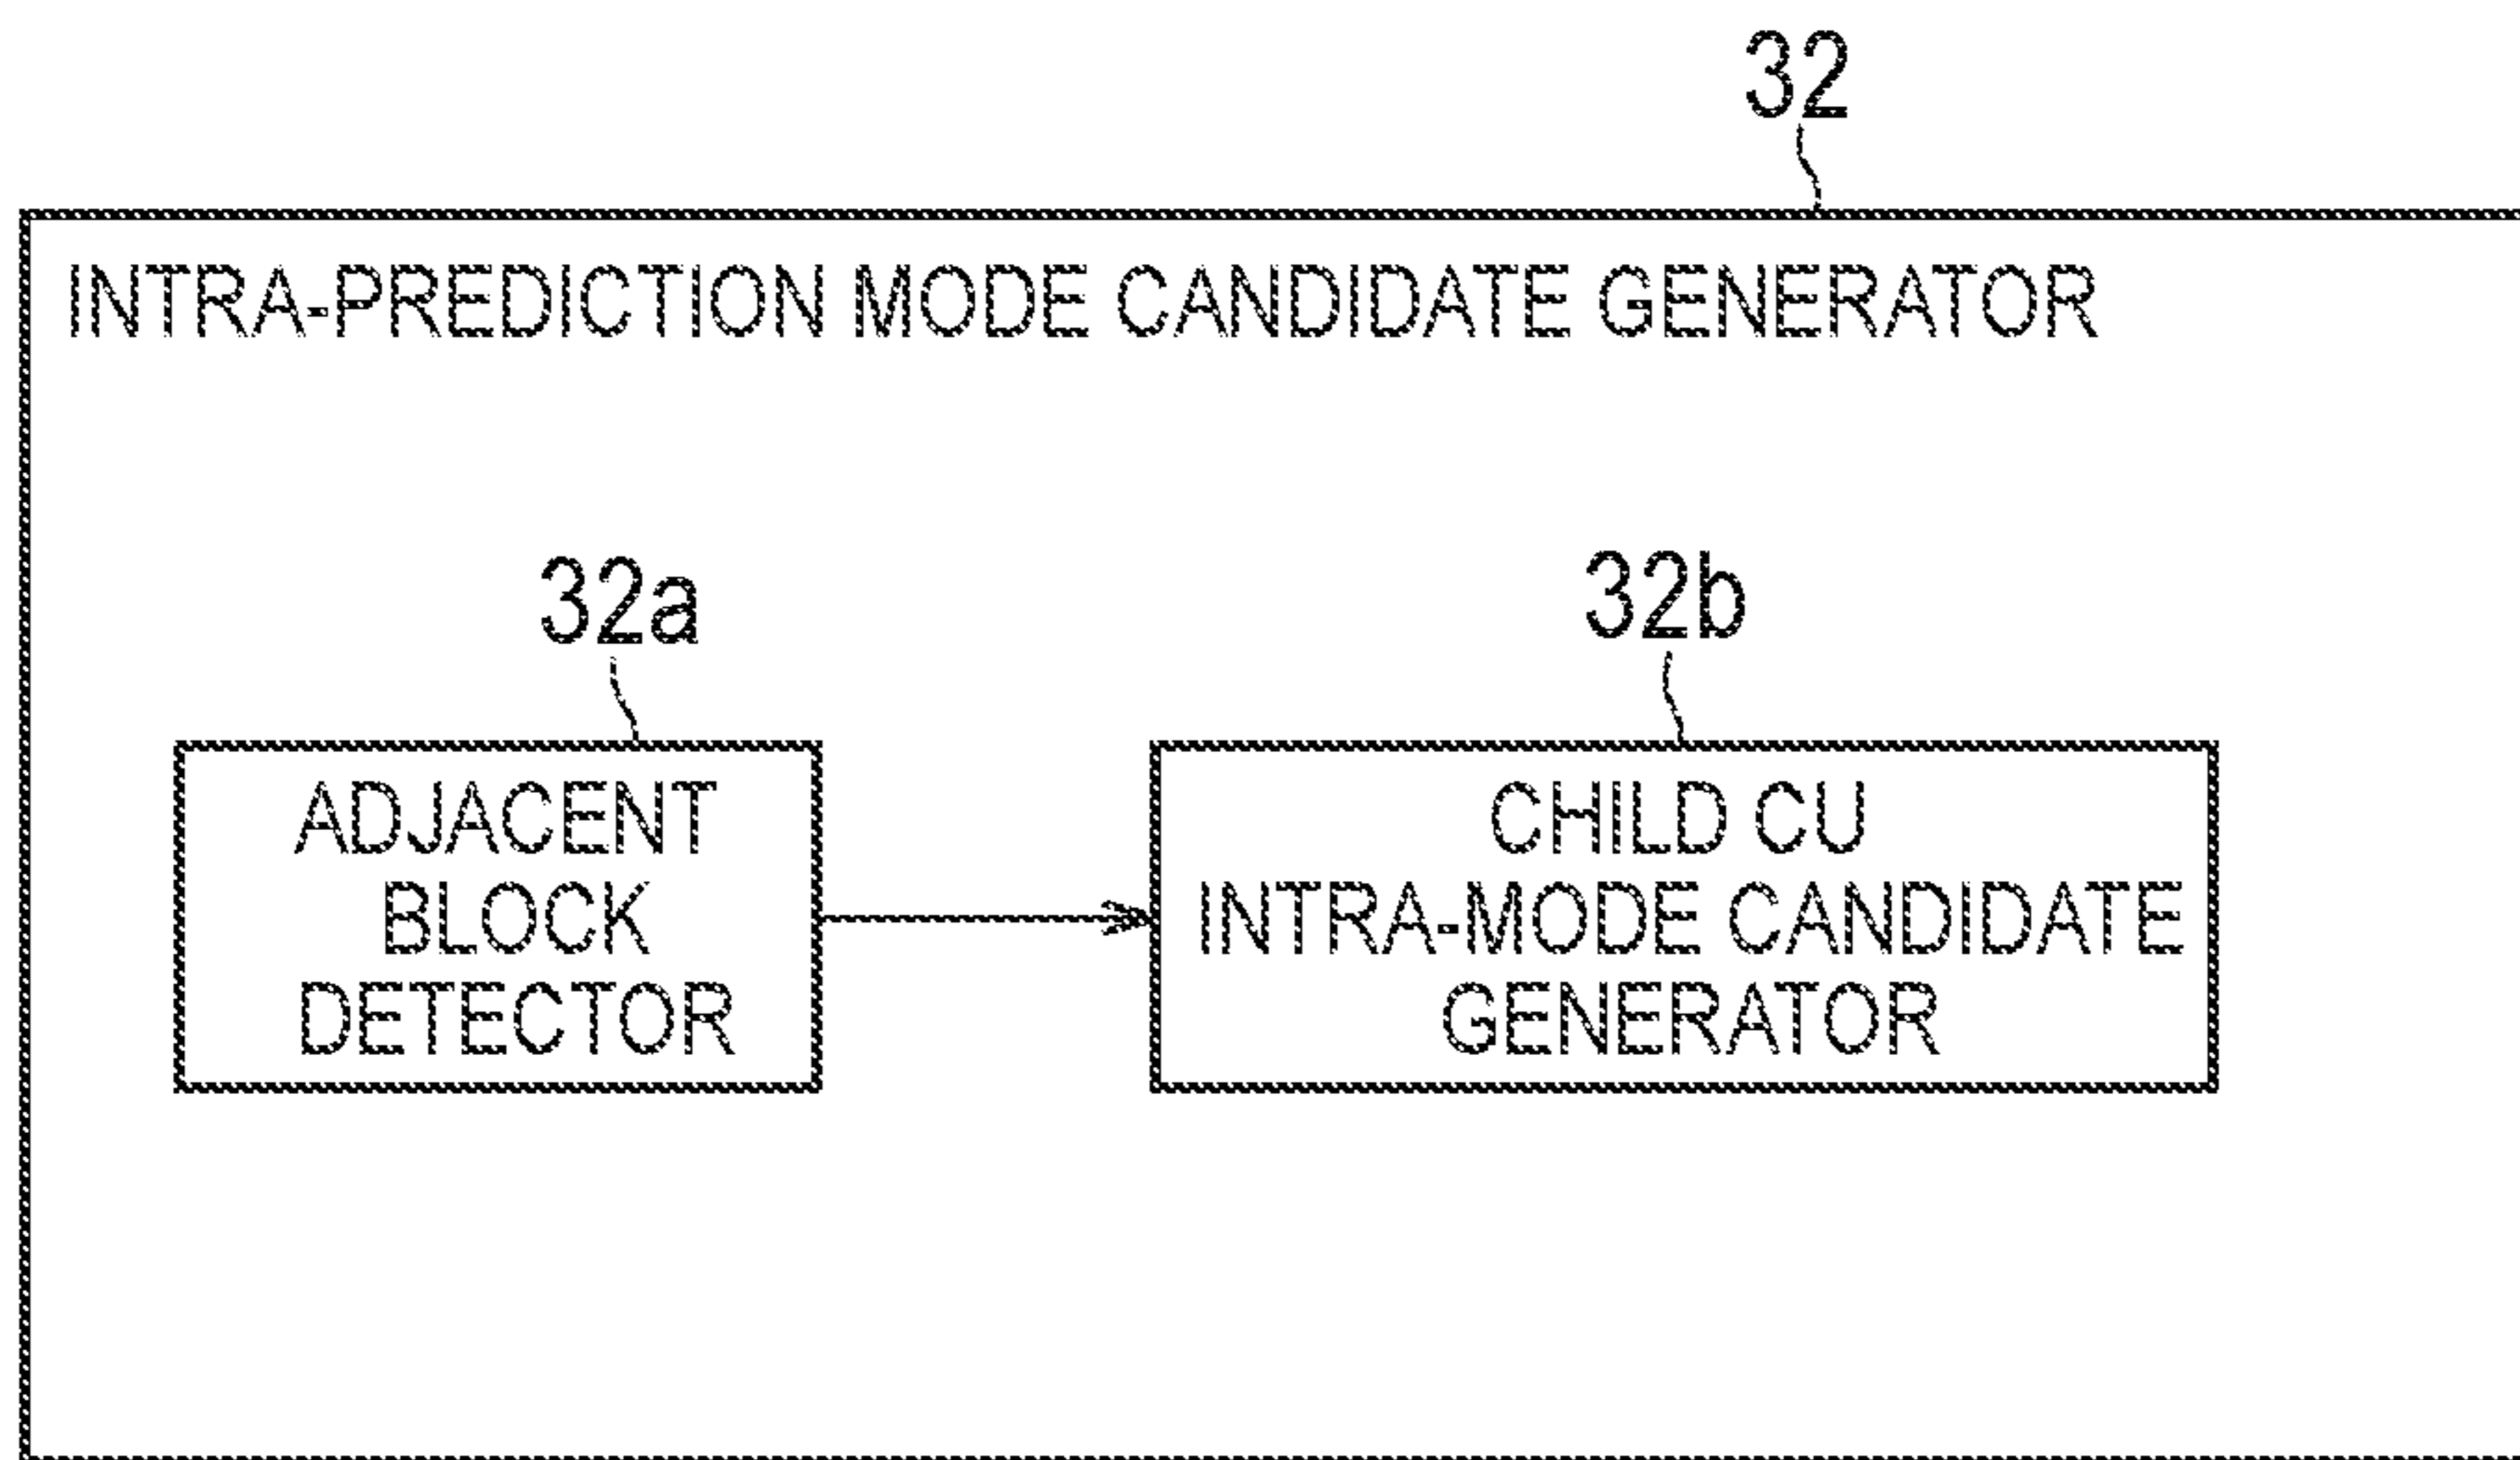 32
INTRA-PREDICTION MODE CANDIDATE GENERATOR
32a
32b
ADJACENT
BLOCK
DETECTOR
CHILD CU
INTRA-MODE CANDIDATE
GENERATOR